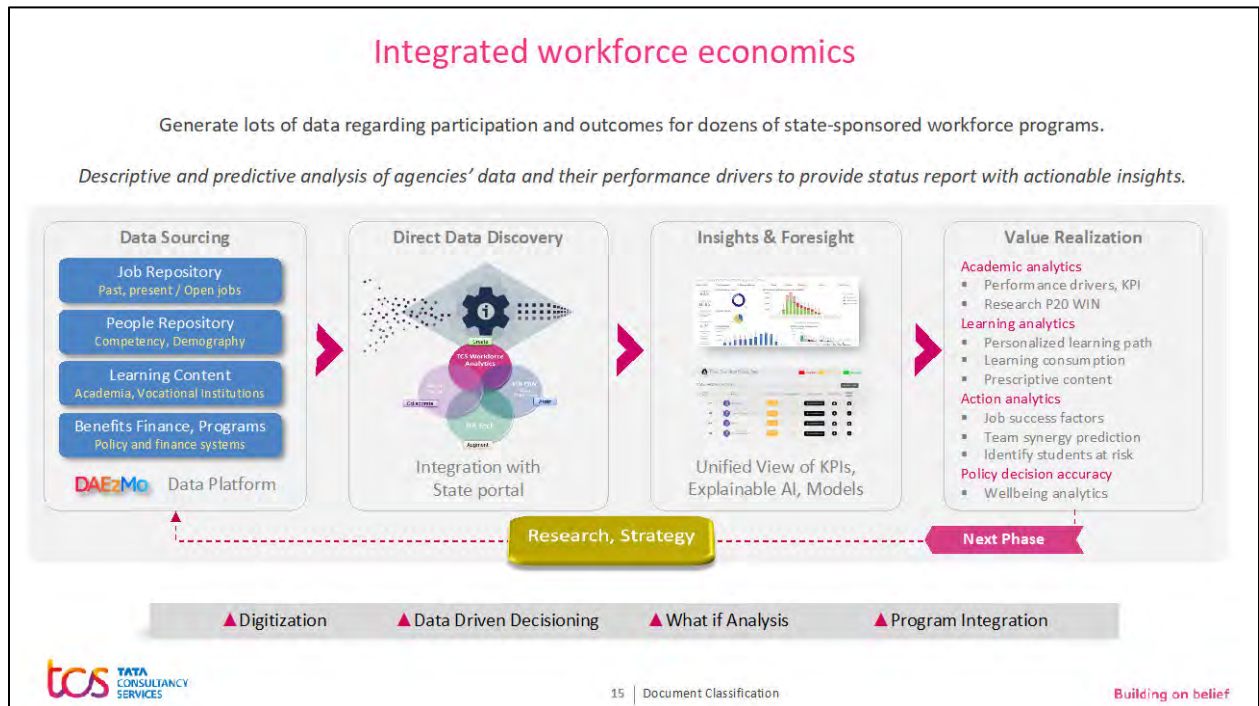 Integrated workforce economics
Generate lots of data regarding participation and outcomes for dozens of state-sponsored workforce programs.
Descriptive and predictive analysis of agencies’ data and their performance drivers to provide status report with actionable insights.
Data Sourcing
Job Repository
Past, present / Open jobs
People Repository
Competency, Demography
Learning Content
Academia, Vocational Institutions
Benefits Finance, Programs
Policy and finance systems
DAEzMo Data Platform
Direct Data Discovery
Create
TCS Workforce
Analytics
Collaborate
Augment
Integration with
State portal
Insights & Foresight
Unified View of KPIs,
Explainable AI, Models
Value Realization
Academic analytics
▪ Performance drivers, KPI
▪ Research P20 WIN
Learning analytics
▪ Personalized learning path
▪ Learning consumption
▪ Prescriptive content
Action analytics
▪ Job success factors
▪ Team synergy prediction
▪ Identify students at risk
Policy decision accuracy
▪ Wellbeing analytics
Research, Strategy
Next Phase
▲Digitization ▲Data Driven Decisioning ▲What if Analysis ▲Program Integration
tcs TATA
CONSULTANCY
SERVICES
15 | Document Classification
Building on belief